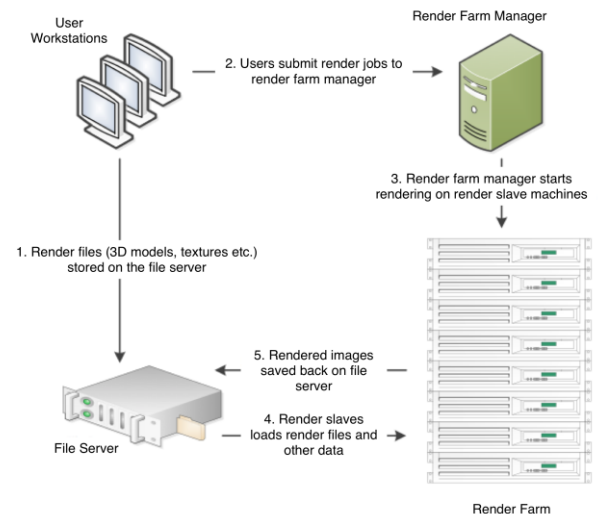 User
Workstations
Render Farm Manager
2. Users submit render jobs to
render farm manager
3. Render farm manager starts
rendering on render slave machines
1. Render files (3D models, textures etc.)
stored on the file server
5. Rendered images
saved back on file
server
4. Render slaves
loads render files and
other data
File Server
Render Farm